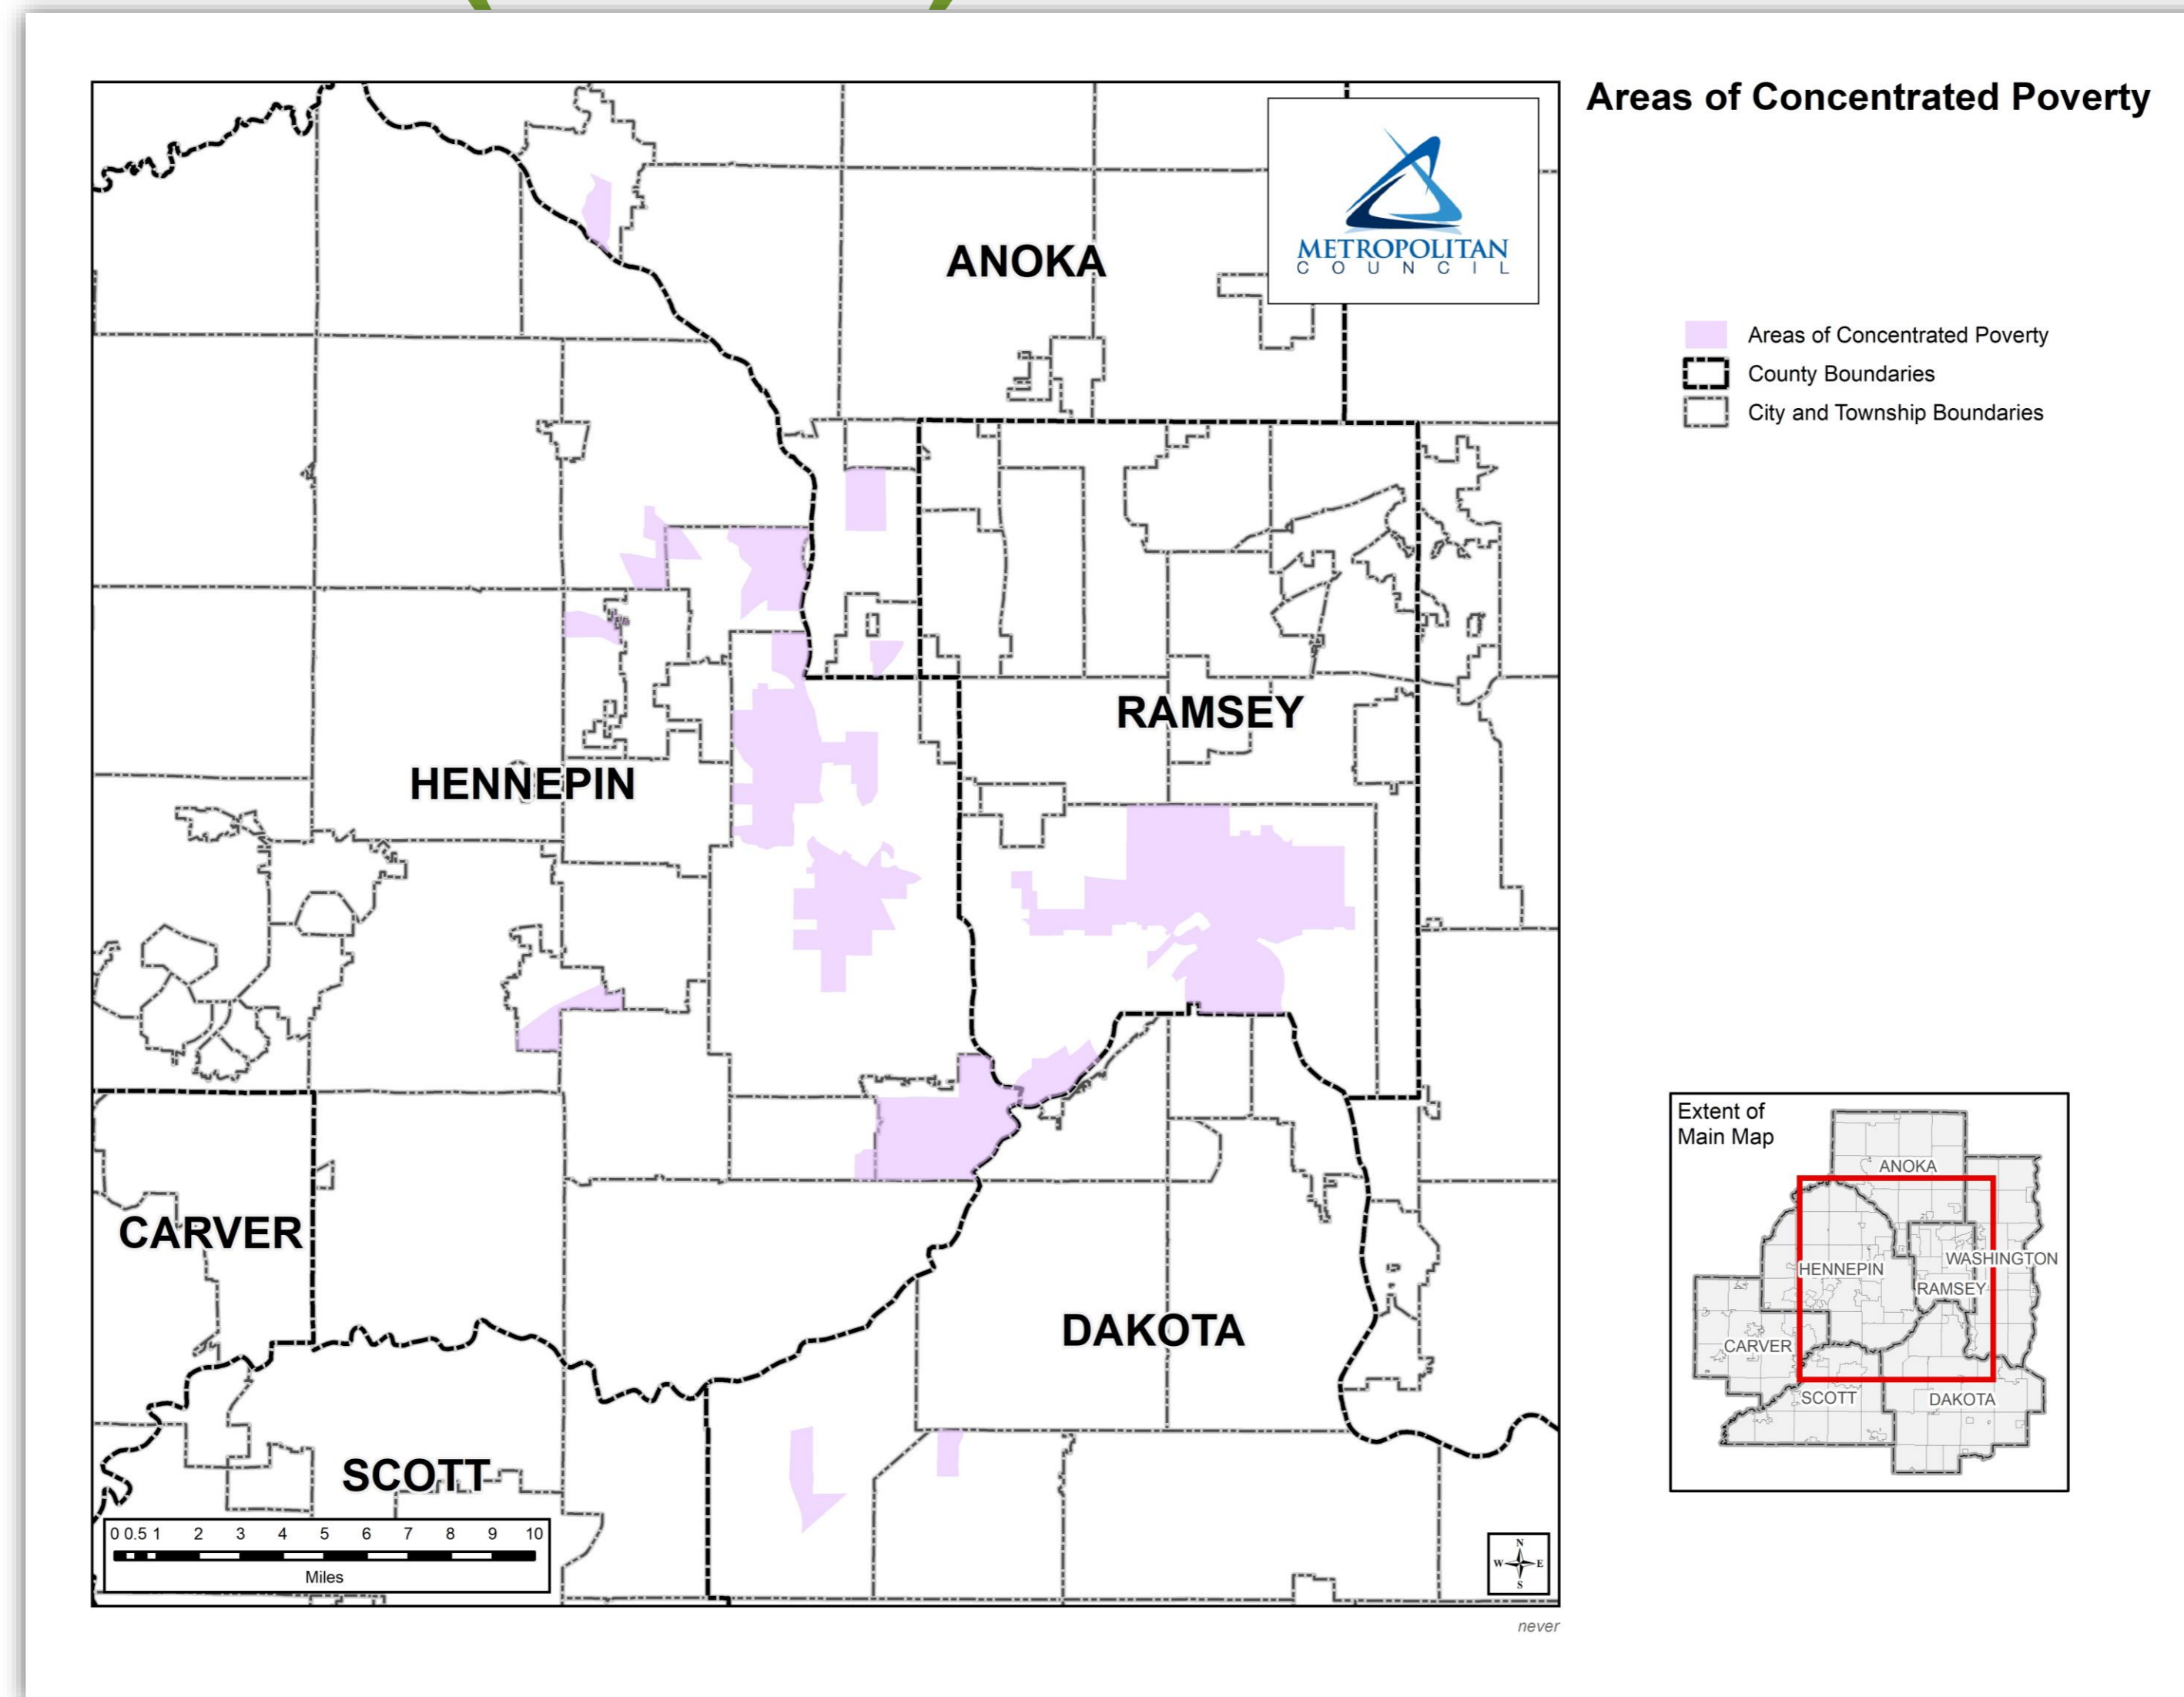 Areas of Concentrated Poverty
METROPOLITAN
COUNCIL
ANOKA
Areas of Concentrated Poverty
County Boundaries
City and Township Boundaries
RAMSEY
HENNEPIN
CARVER
DAKOTA
SCOTT
0 0.5 1 2 3 4 5 6 7 8 9 10
Miles
N
W E
S
never
Extent of
Main Map
ANOKA
WASHINGTON
HENNEPIN
RAMSEY
CARVER
SCOTT
DAKOTA